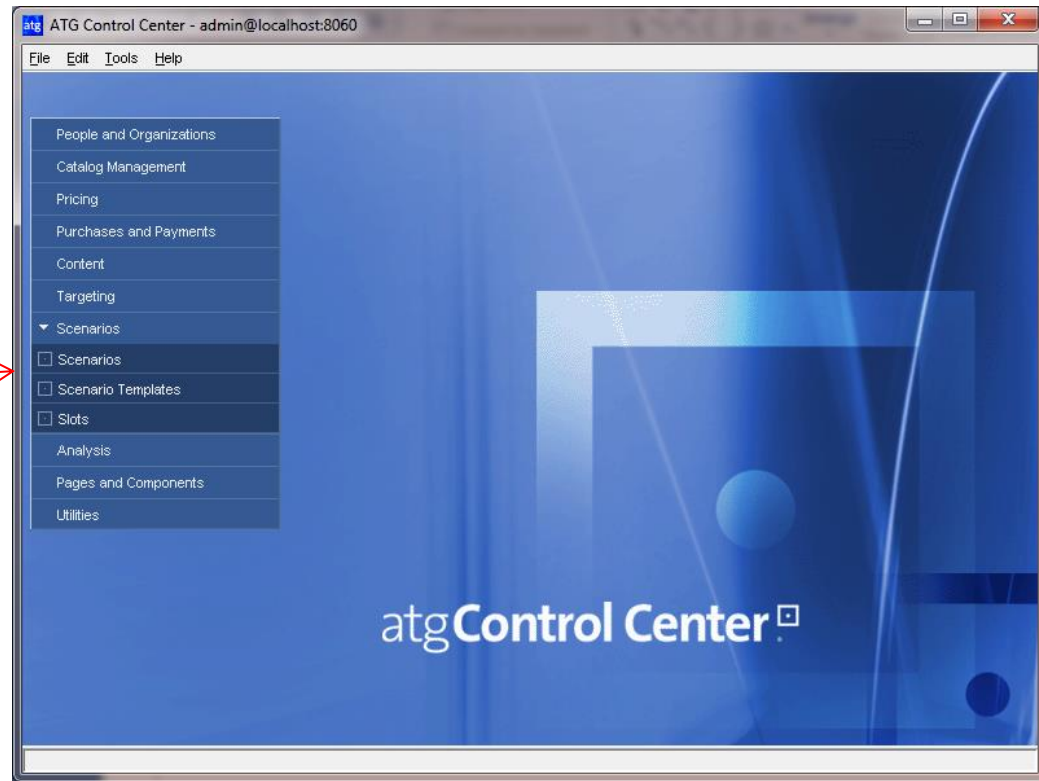 atg ATG Control Center - admin@localhost:8060
File Edit Tools Help
People and Organizations
Catalog Management
Pricing
Purchases and Payments
Content
Targeting
Scenarios
Scenarios
Scenario Templates
Slots
Analysis
Pages and Components
Utilities
atgControl Center